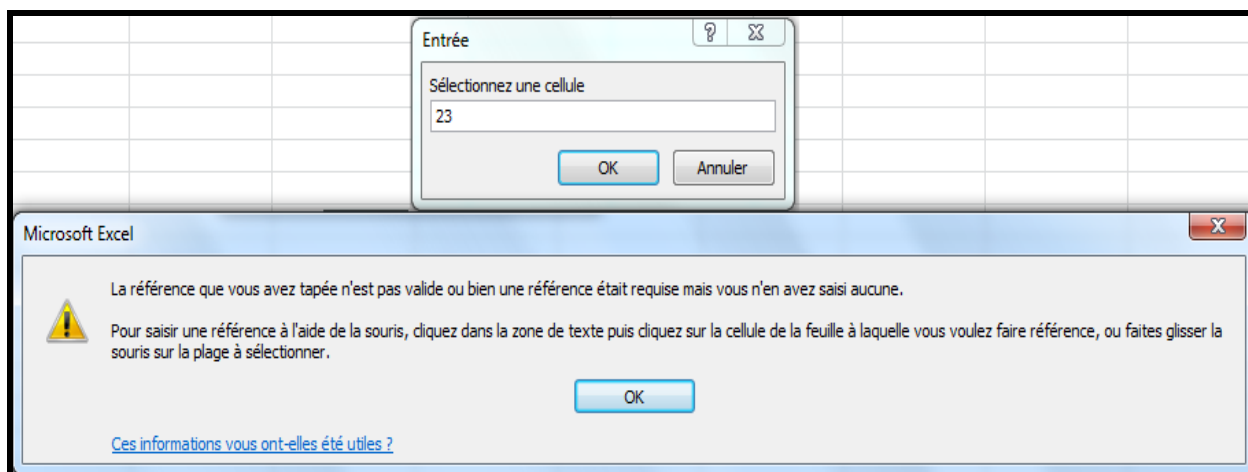 Entrée
Sélectionnez une cellule
23
OK
Annuler
Microsoft Excel
La référence que vous avez tapée n'est pas valide ou bien une référence était requise mais vous n'en avez saisi aucune.
Pour saisir une référence à l'aide de la souris, cliquez dans la zone de texte puis cliquez sur la cellule de la feuille à laquelle vous voulez faire référence, ou faites glisser la
souris sur la plage à sélectionner.
OK
Ces informations vous ont-elles été utiles ?